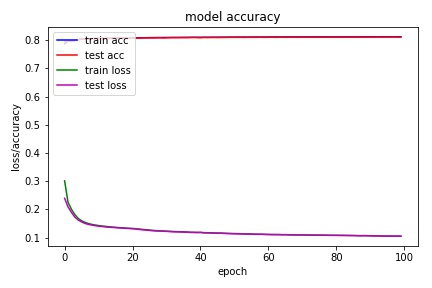 model accuracy
train acc
test acc
train loss
test loss
loss/accuracy
0.8
0.7
0.6
0.5
0.4
0.3
0.2
0.1
0 20 40 60 80 100
epoch